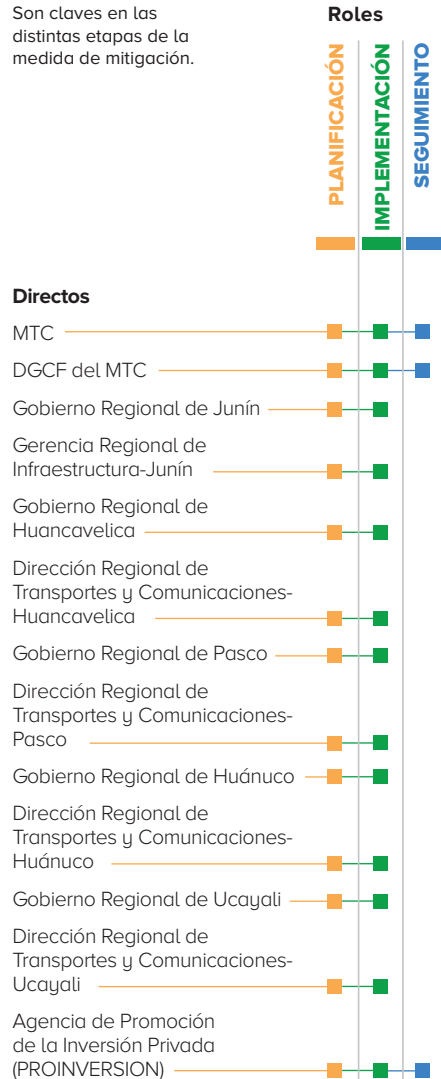 Son claves en las
distintas etapas de la
medida de mitigación.
Roles
PLANIFICACIÓN
IMPLEMENTACIÓN
SEGUIMIENTO
Directos
MTC
DGCF del MTC
Gobierno Regional de Junín
Gerencia Regional de
Infraestructura-Junín
Gobierno Regional de
Huancavelica
Dirección Regional de
Transportes y Comunicaciones-
Huancavelica
Gobierno Regional de Pasco
Dirección Regional de
Transportes y Comunicaciones-
Pasco
Gobierno Regional de Huánuco
Dirección Regional de
Transportes y Comunicaciones-
Huánuco
Gobierno Regional de Ucayali
Dirección Regional de
Transportes y Comunicaciones-
Ucayali
Agencia de Promoción
de la Inversión Privada
(PROINVERSION)